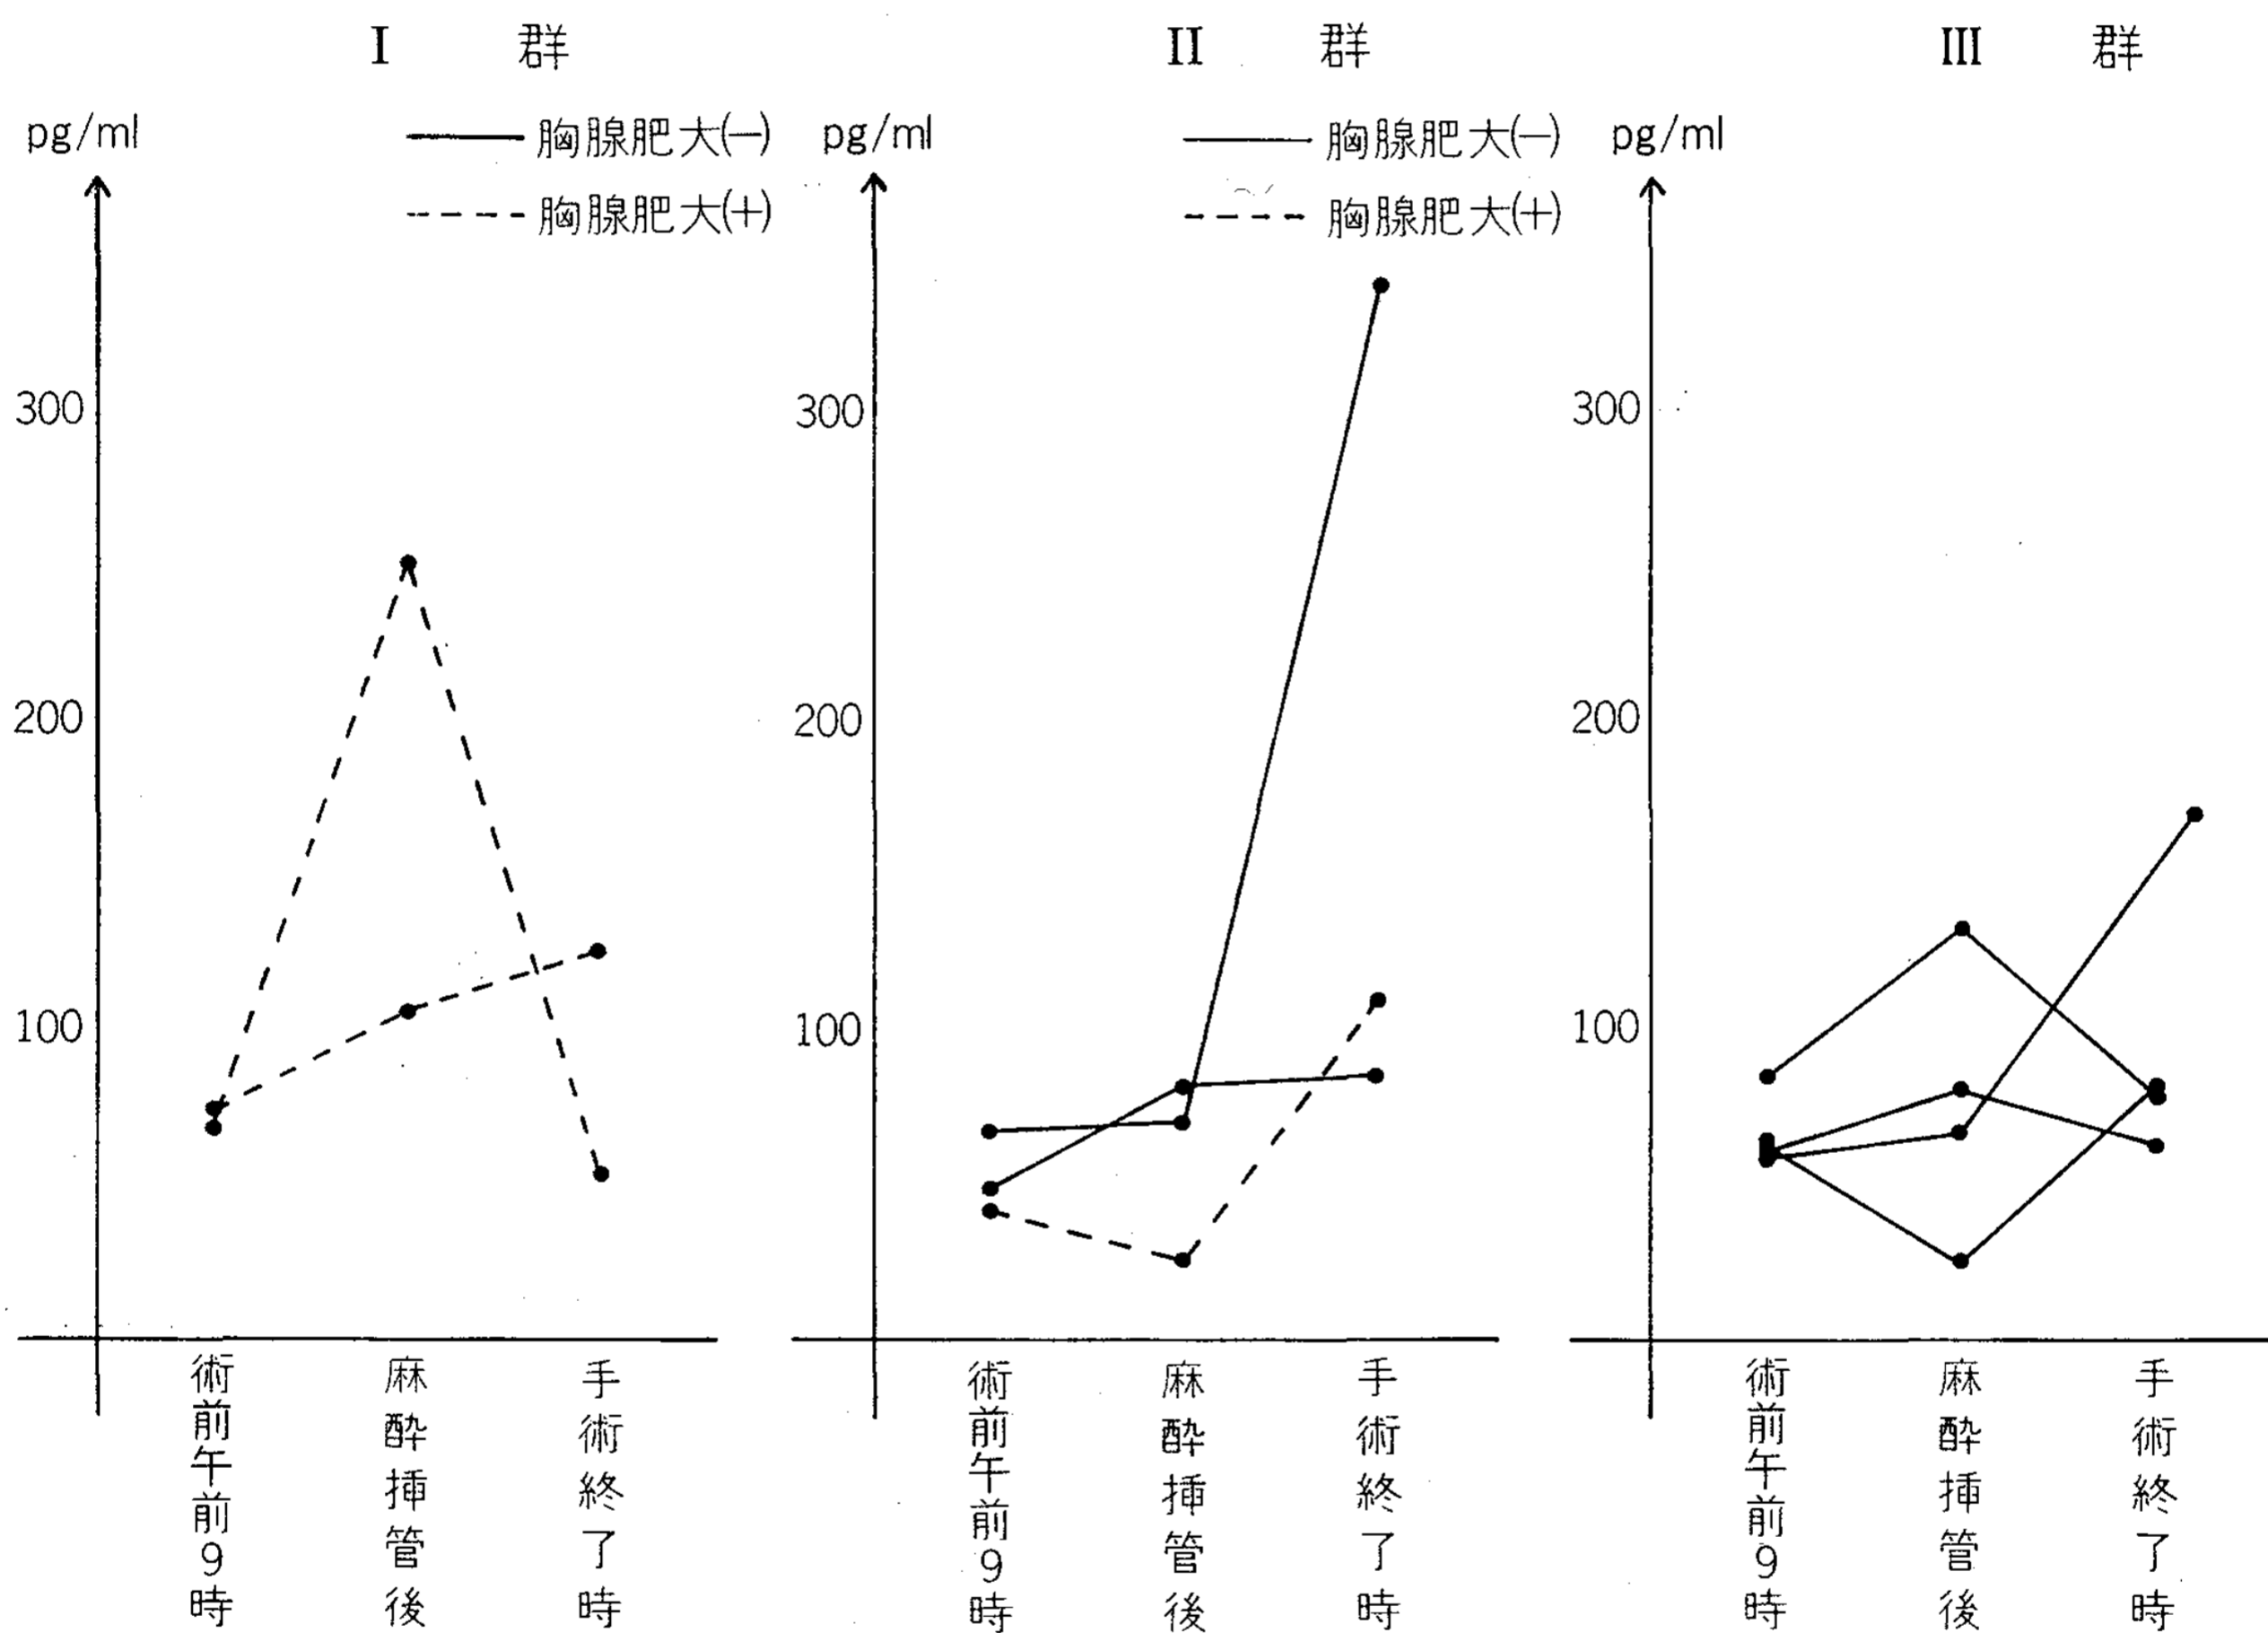 I 群
pg/ml
胸腺肥大(−)
胸腺肥大(+)
300
200
100
術前午前9時
麻酔挿管後
手術終了時
II 群
pg/ml
胸腺肥大(−)
胸腺肥大(+)
300
200
100
術前午前9時
麻酔挿管後
手術終了時
III 群
pg/ml
300
200
100
術前午前9時
麻酔挿管後
手術終了時